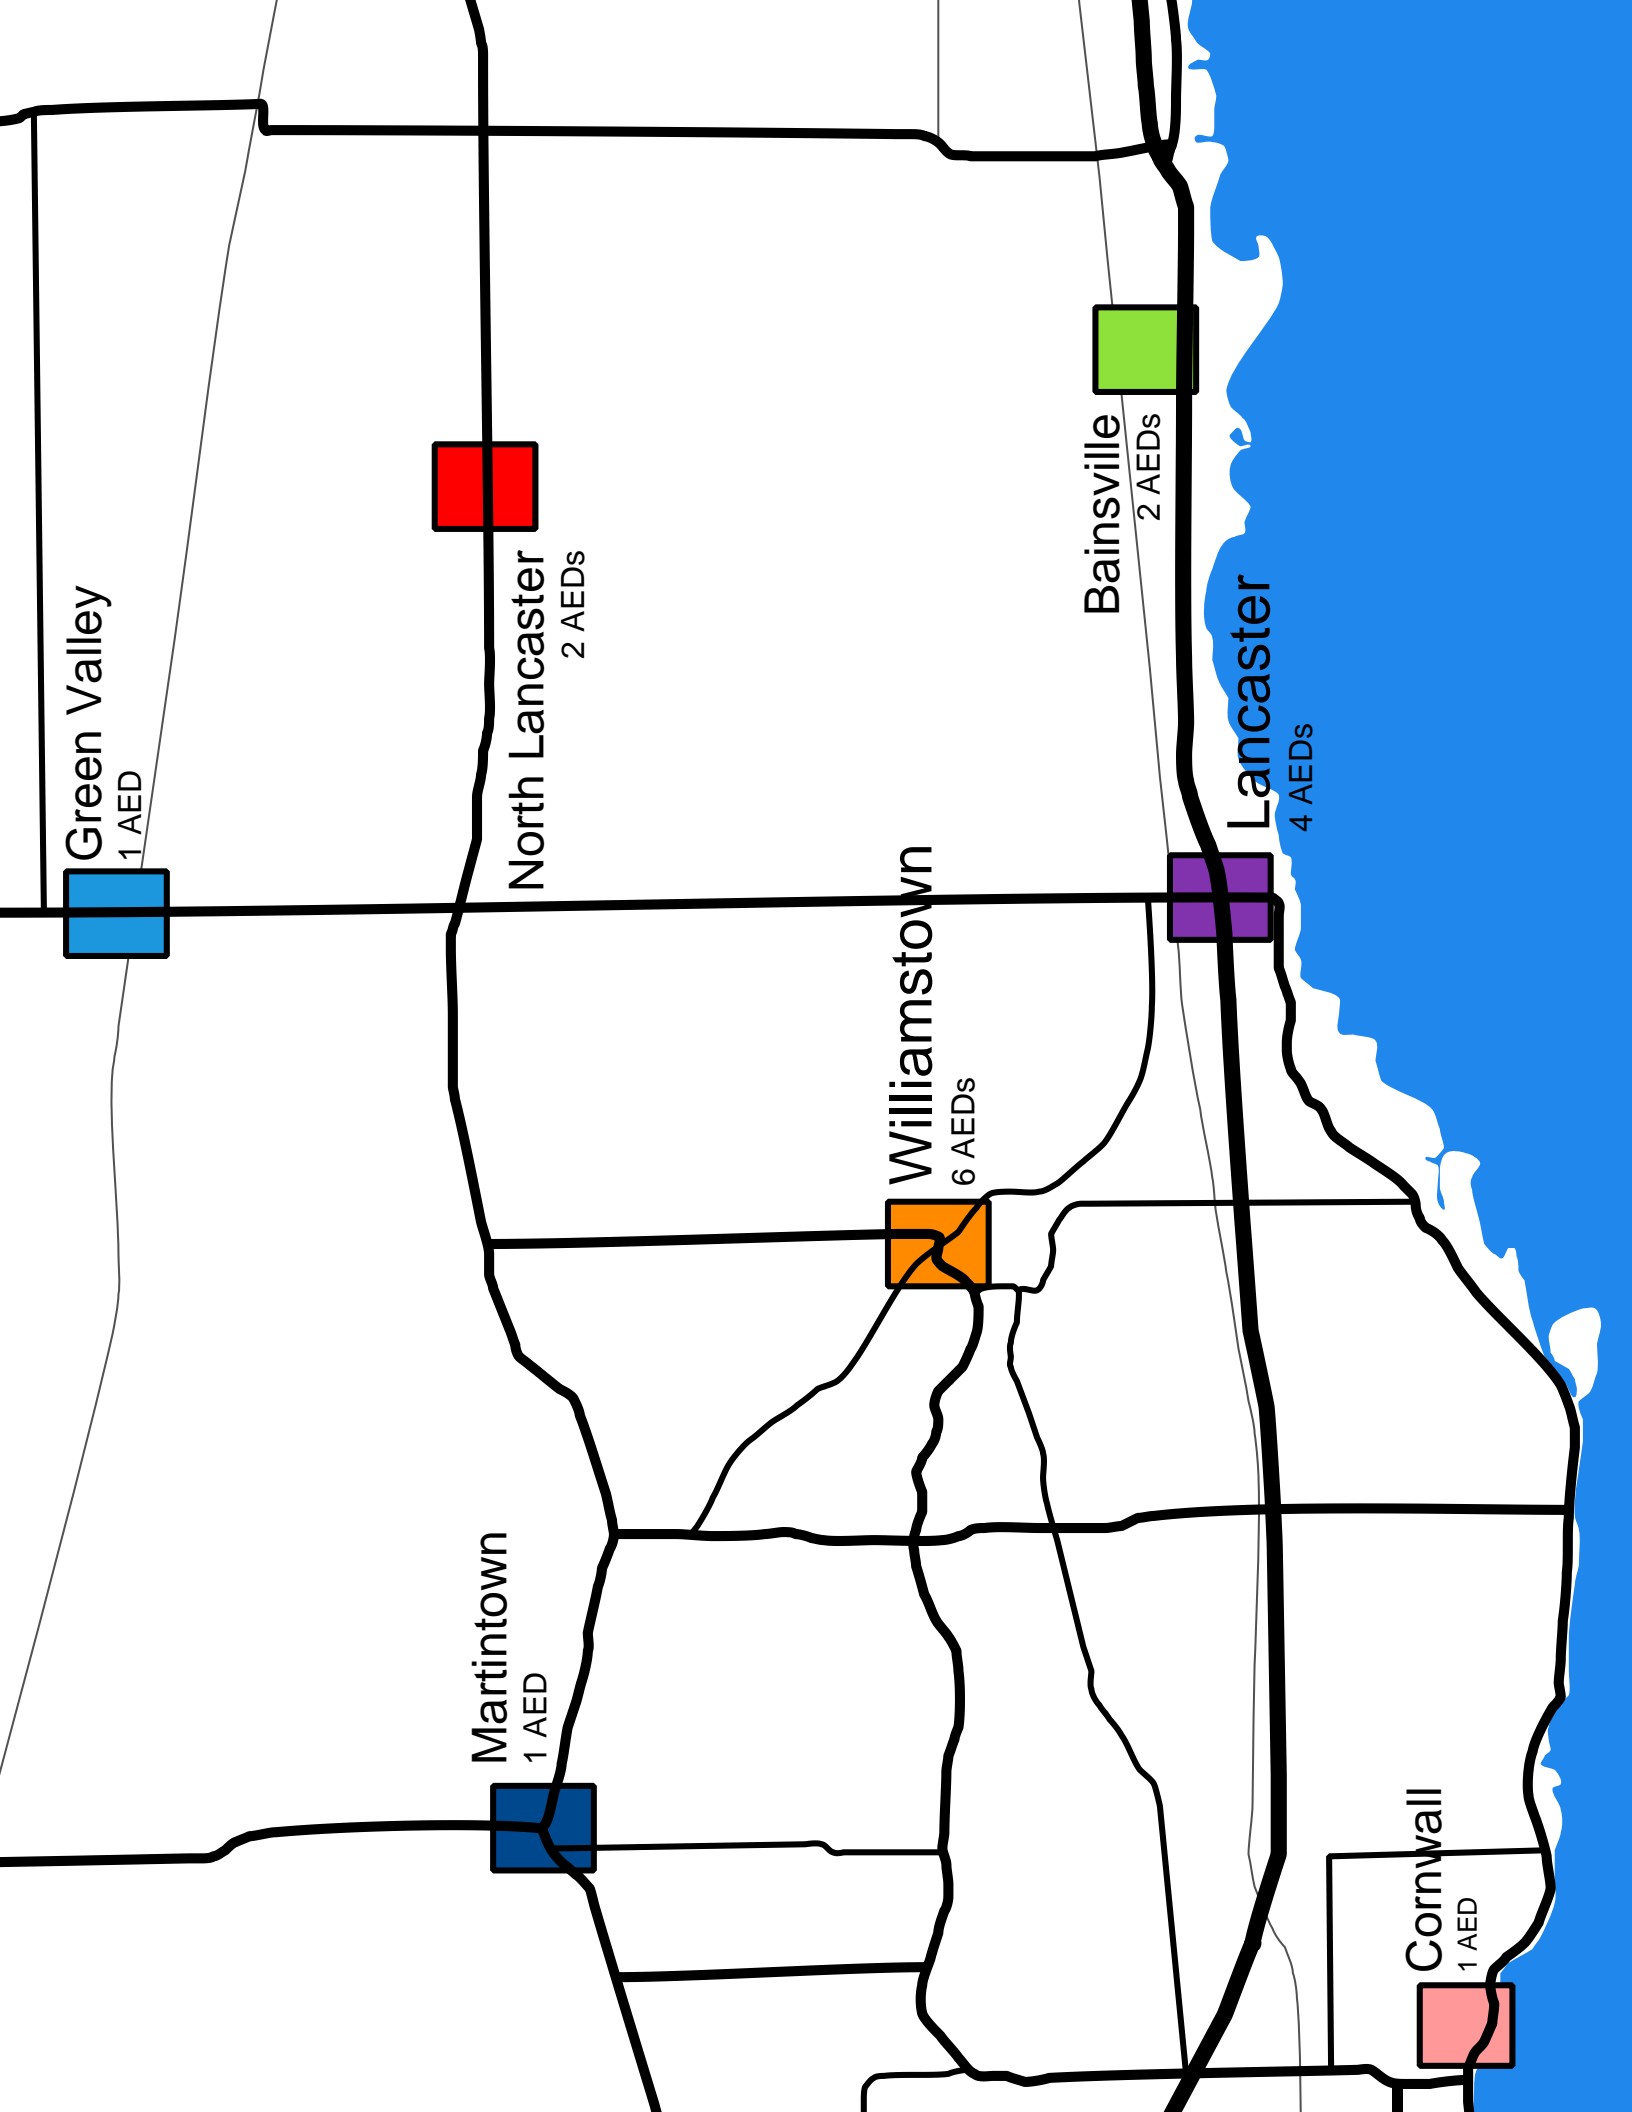 Green Valley
1 AED
North Lancaster
2 AEDs
Bainsville
2 AEDs
Lancaster
4 AEDs
Williamstown
6 AEDs
Martintown
1 AED
Cornwall
1 AED